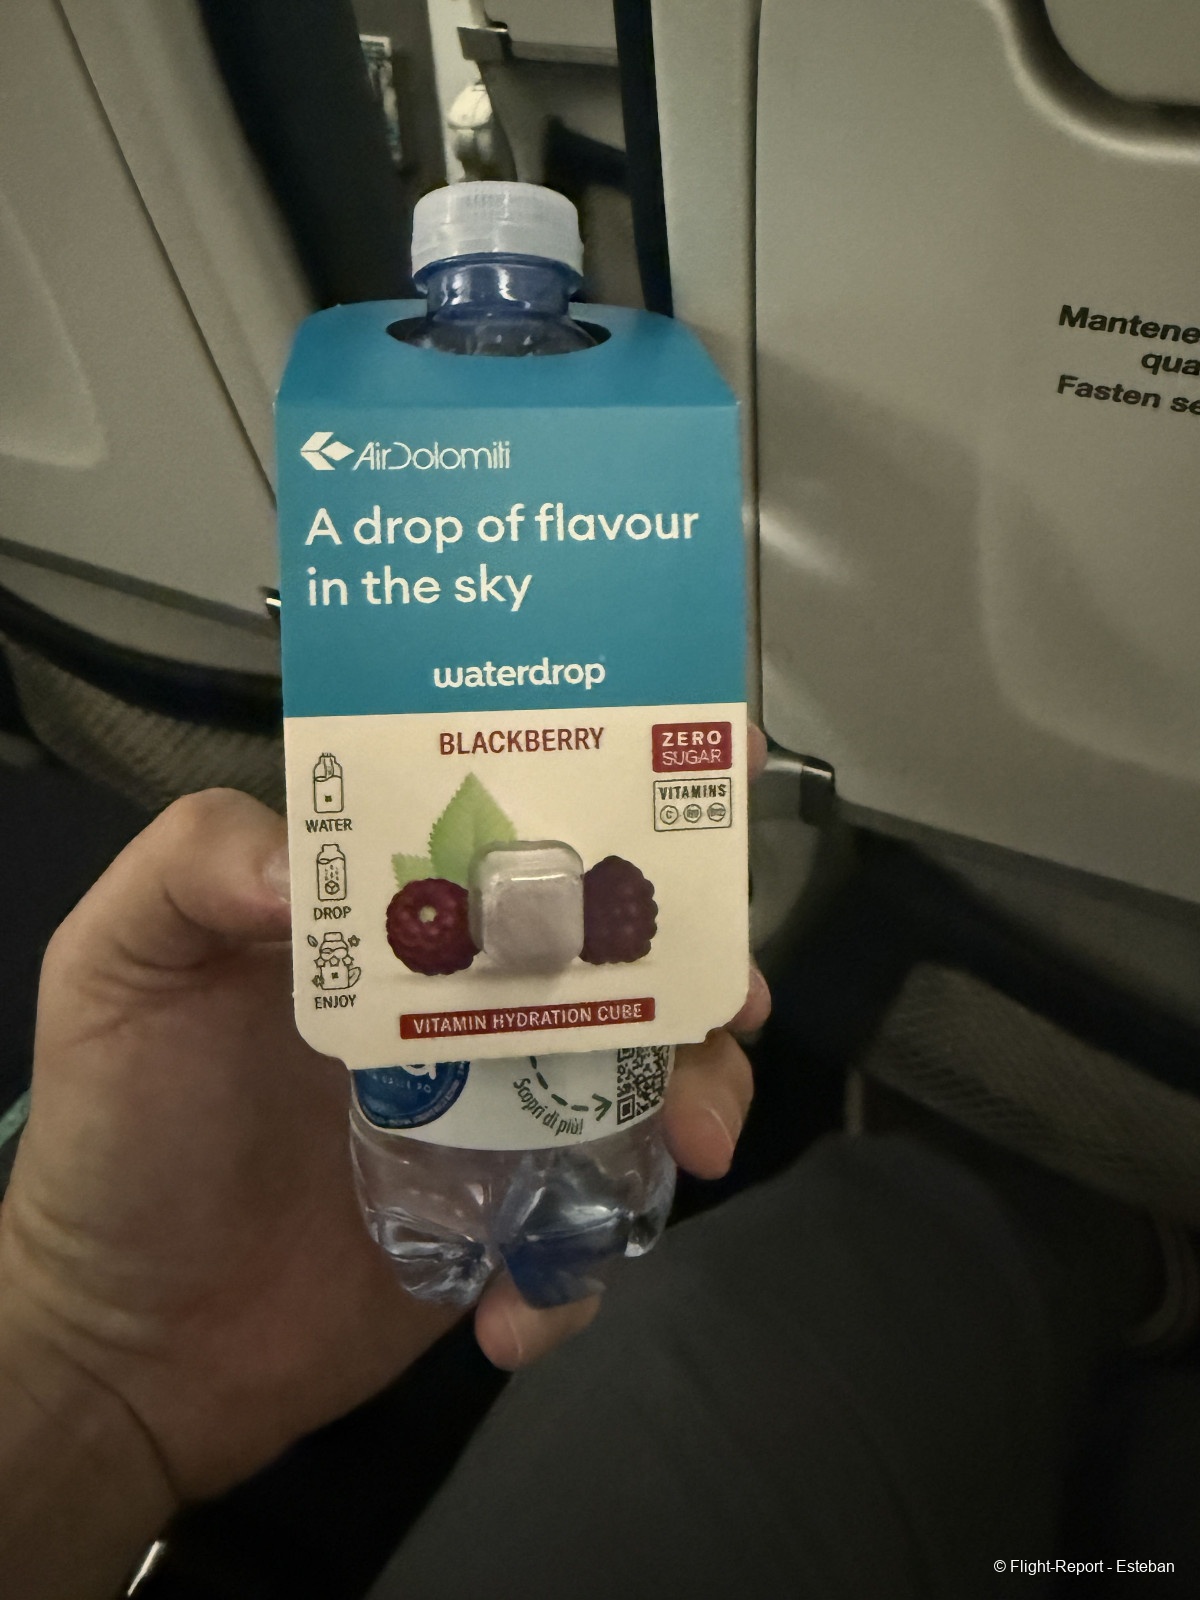 Mantene
qua
Fasten se
AirDolomiti
A drop of flavour
in the sky
waterdrop
BLACKBERRY
ZERO
SUGAR
VITAMINS
C
WATER
DROP
ENJOY
VITAMIN HYDRATION CUBE
Scopri di più!
© Flight-Report - Esteban